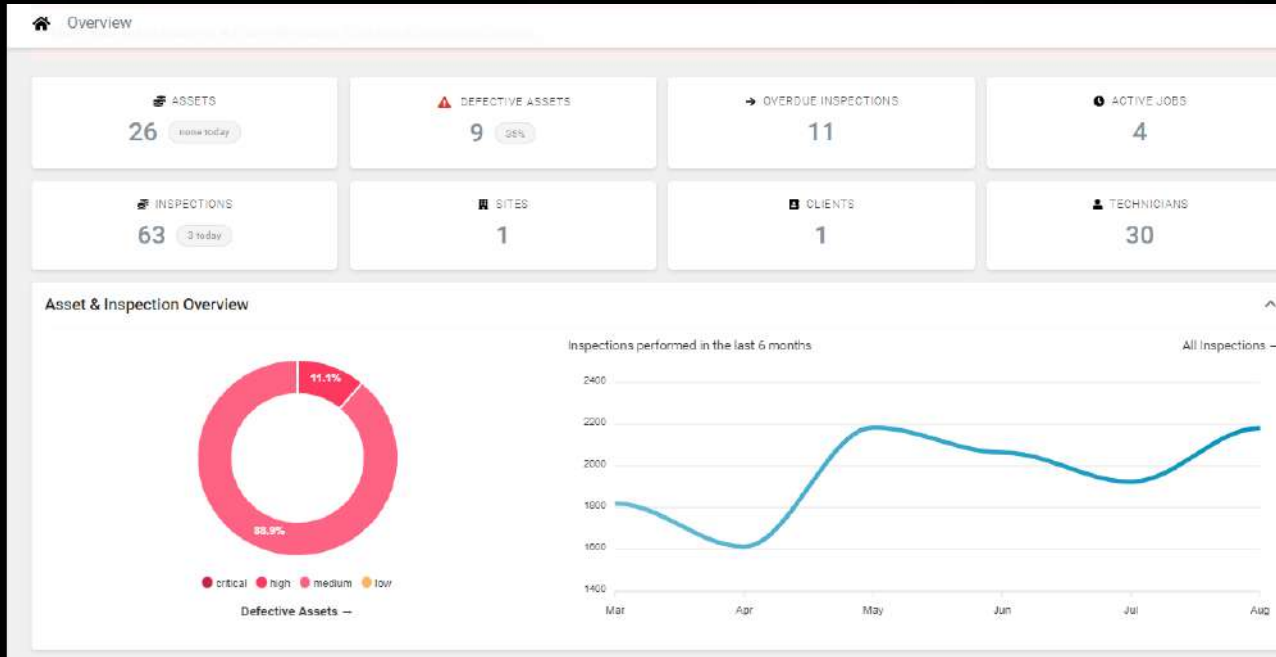 Overview
ASSETS
26 none today
DEFECTIVE ASSETS
9
OVERDUE INSPECTIONS
11
ACTIVE JOBS
4
INSPECTIONS
63 3 today
SITES
1
CLIENTS
1
TECHNICIANS
30
Asset & Inspection Overview
11.1%
88.9%
critical high medium low
Defective Assets →
Inspections performed in the last 6 months
All Inspections
2400
2200
2000
1800
1600
1400
Mar Apr May Jun Jul Aug